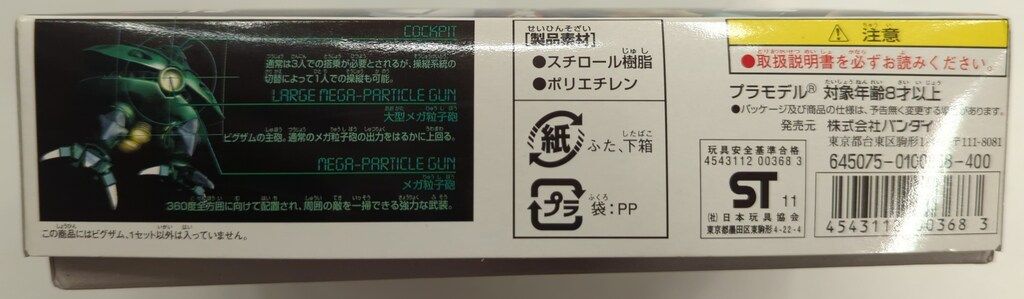 COCKPIT
通常は3人での搭乗が必要とされるが、操縦系統の
切替によって1人での操縦も可能。
LARGE MEGA-PARTICLE GUN
大型メガ粒子砲
ビグザムの主砲。通常のメガ粒子砲の出力をはるかに上回る。
MEGA-PARTICLE GUN
メガ粒子砲
360度全方向に向けて配置され、周囲の敵を一掃できる強力な武装。
この商品にはビグザム、1セット以外は入っていません。
[製品素材]
●スチロール樹脂
●ポリエチレン
紙 ふた、下箱
プラ 袋:PP
注意
●取扱説明書を必ずお読みください。
プラモデル® 対象年齢8才以上
●パッケージ及び商品の仕様は、予告無く変更する
発売元 株式会社バンダイ
東京都台東区駒形1- 〒111-8081
玩具安全基準合格
4543112 00368 3
ST 11
(社)日本玩具協会
東京都墨田区東駒形4-22-4
645075-0100 8-400
4543112 00368 3